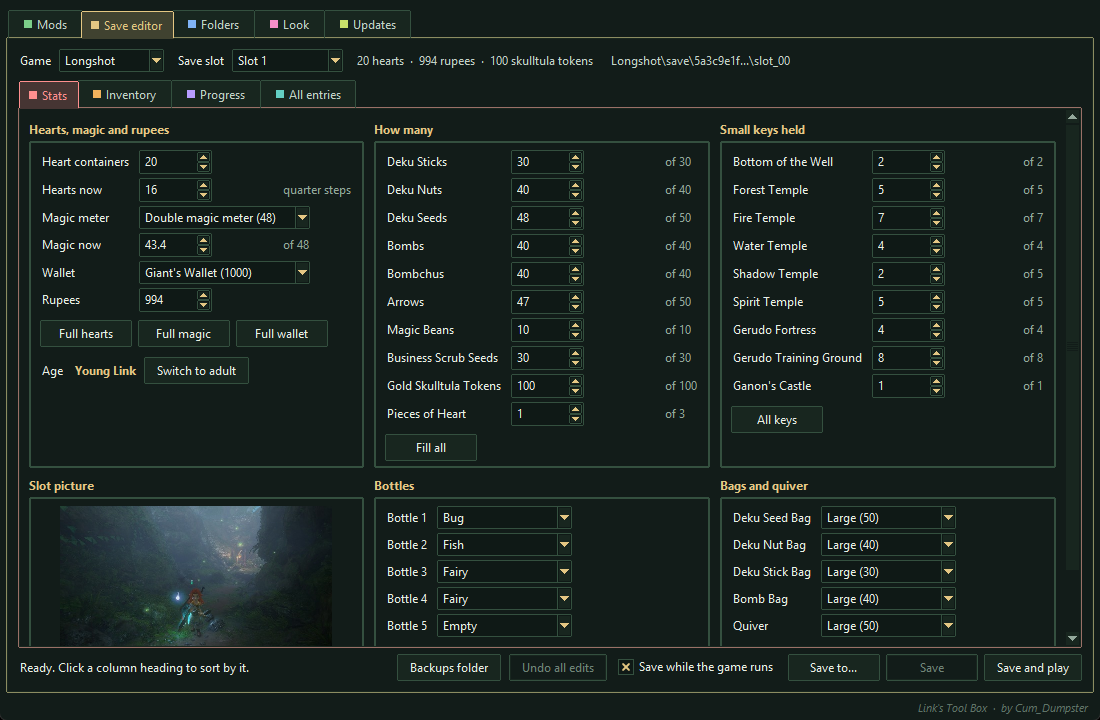 Mods Save editor Folders Look Updates
Game Longshot Save slot Slot 1 20 hearts · 994 rupees · 100 skulltula tokens Longshot\save\5a3c9e1f...\slot_00
Stats Inventory Progress All entries
Hearts, magic and rupees
Heart containers 20
Hearts now 16 quarter steps
Magic meter Double magic meter (48)
Magic now 43.4 of 48
Wallet Giant's Wallet (1000)
Rupees 994
Full hearts Full magic Full wallet
Age Young Link Switch to adult
How many
Deku Sticks 30 of 30
Deku Nuts 40 of 40
Deku Seeds 48 of 50
Bombs 40 of 40
Bombchus 40 of 40
Arrows 47 of 50
Magic Beans 10 of 10
Business Scrub Seeds 30 of 30
Gold Skulltula Tokens 100 of 100
Pieces of Heart 1 of 3
Fill all
Small keys held
Bottom of the Well 2 of 2
Forest Temple 5 of 5
Fire Temple 7 of 7
Water Temple 4 of 4
Shadow Temple 2 of 5
Spirit Temple 5 of 5
Gerudo Fortress 4 of 4
Gerudo Training Ground 8 of 8
Ganon's Castle 1 of 1
All keys
Slot picture
Bottles
Bottle 1 Bug
Bottle 2 Fish
Bottle 3 Fairy
Bottle 4 Fairy
Bottle 5 Empty
Bags and quiver
Deku Seed Bag Large (50)
Deku Nut Bag Large (40)
Deku Stick Bag Large (30)
Bomb Bag Large (40)
Quiver Large (50)
Ready. Click a column heading to sort by it. Backups folder Undo all edits Save while the game runs Save to... Save Save and play
Link's Tool Box · by Cum_Dumpster